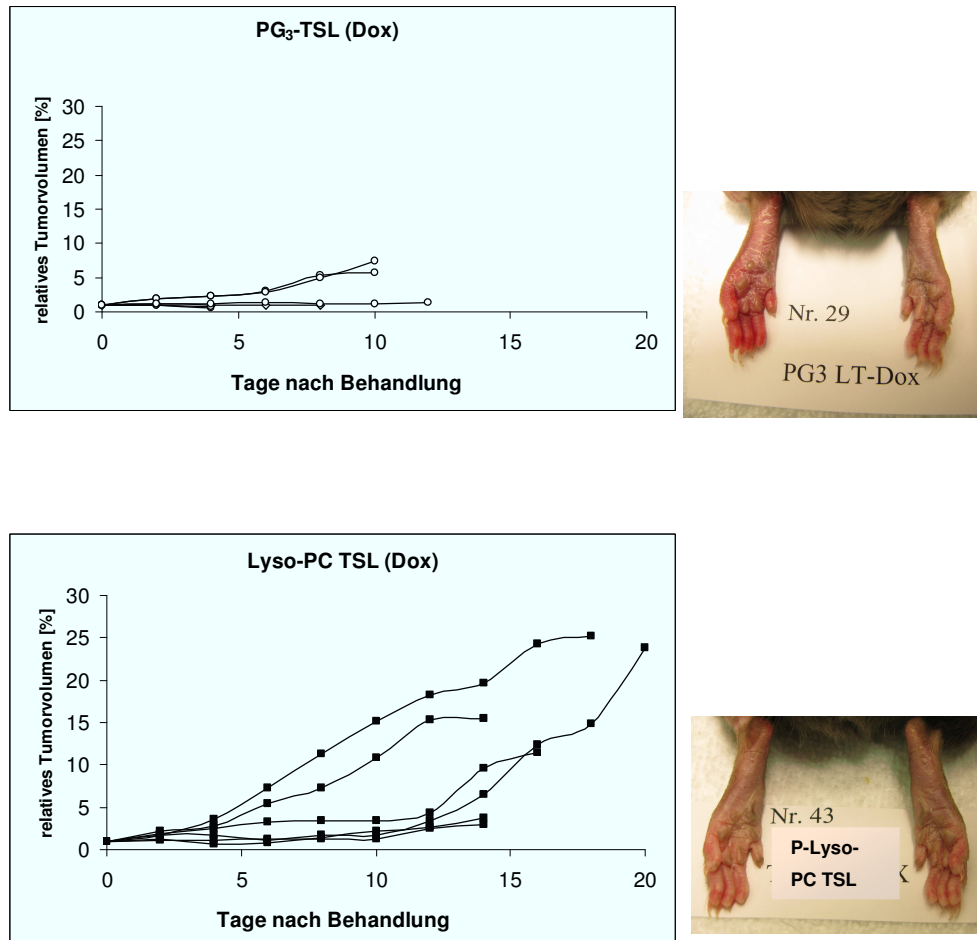 PG₃-TSL (Dox)
relatives Tumorvolumen [%]
30
25
20
15
10
5
0
0 5 10 15 20
Tage nach Behandlung
Nr. 29
PG3 LT-Dox
Lyso-PC TSL (Dox)
relatives Tumorvolumen [%]
30
25
20
15
10
5
0
0 5 10 15 20
Tage nach Behandlung
Nr. 43
P-Lyso-
PC TSL